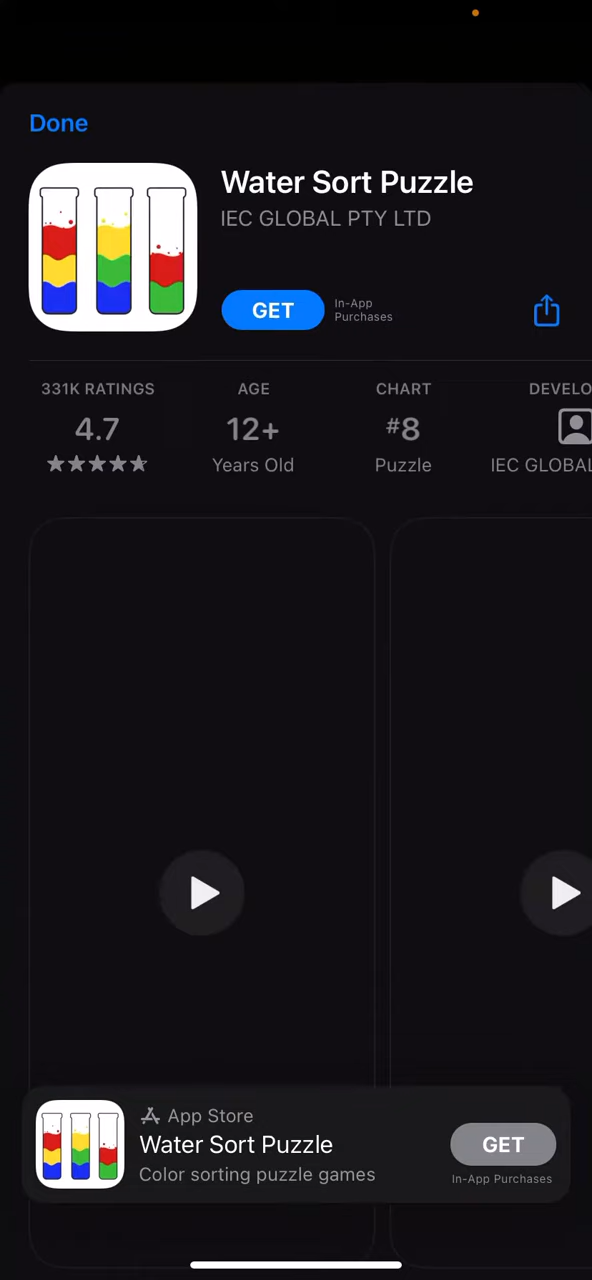 Done
Water Sort Puzzle
IEC GLOBAL PTY LTD
GET
In-App
Purchases
331K RATINGS
4.7
AGE
12+
Years Old
CHART
#8
Puzzle
DEVELO
IEC GLOBAL
App Store
Water Sort Puzzle
Color sorting puzzle games
GET
In-App Purchases